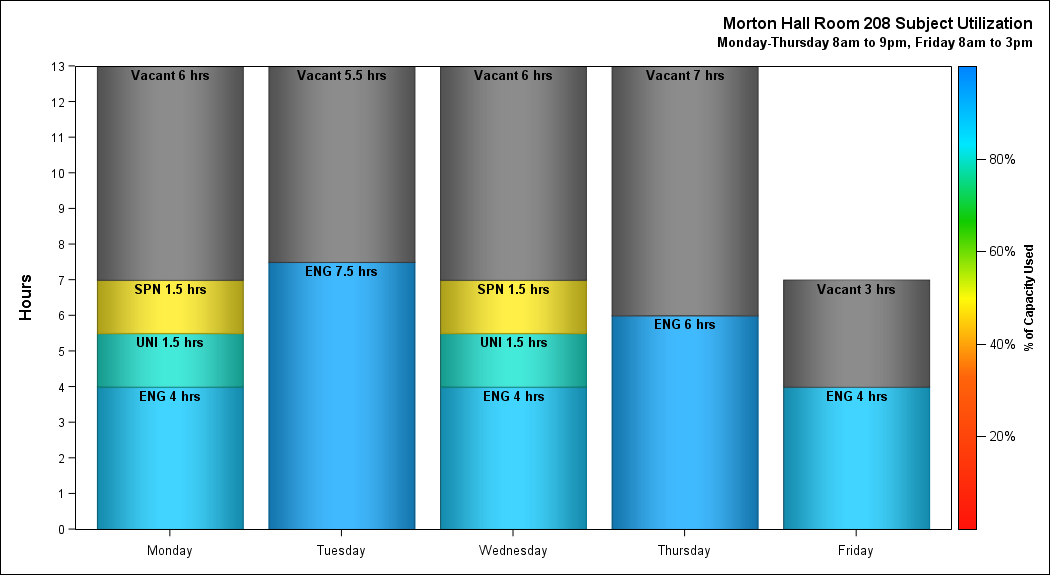 Morton Hall Room 208 Subject Utilization
Monday-Thursday 8am to 9pm, Friday 8am to 3pm
Hours
13
12
11
10
9
8
7
6
5
4
3
2
1
0
Vacant 6 hrs
SPN 1.5 hrs
UNI 1.5 hrs
ENG 4 hrs
Vacant 5.5 hrs
ENG 7.5 hrs
Vacant 6 hrs
SPN 1.5 hrs
UNI 1.5 hrs
ENG 4 hrs
Vacant 7 hrs
ENG 6 hrs
Vacant 3 hrs
ENG 4 hrs
Monday
Tuesday
Wednesday
Thursday
Friday
80%
60%
40%
20%
% of Capacity Used